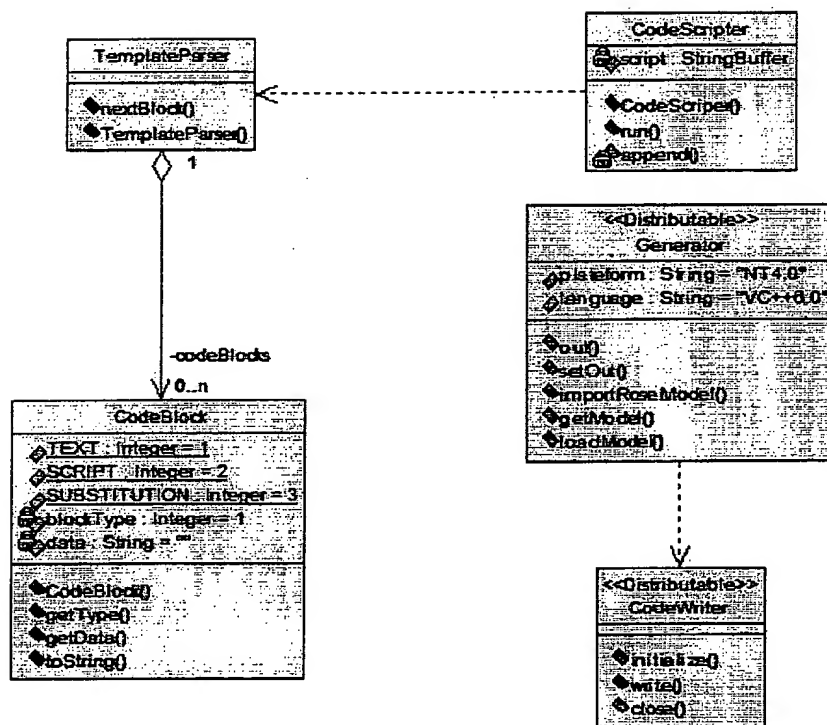 TemplateParser
nextBlock()
TemplateParser()
1
CodeScripter
script : StringBuffer
CodeScriper()
run()
append()
<<Distributable>>
Generator
plateform : String = "NT4.0"
language : String = "VC++6.0"
out()
setOut()
importRoseModel()
getModel()
loadModel()
-codeBlocks
0..n
CodeBlock
TEXT : Integer = 1
SCRIPT : Integer = 2
SUBSTITUTION : Integer = 3
blockType : Integer = 1
data : String = ""
CodeBlock()
getType()
getData()
toString()
<<Distributable>>
CodeWriter
initialize()
write()
close()